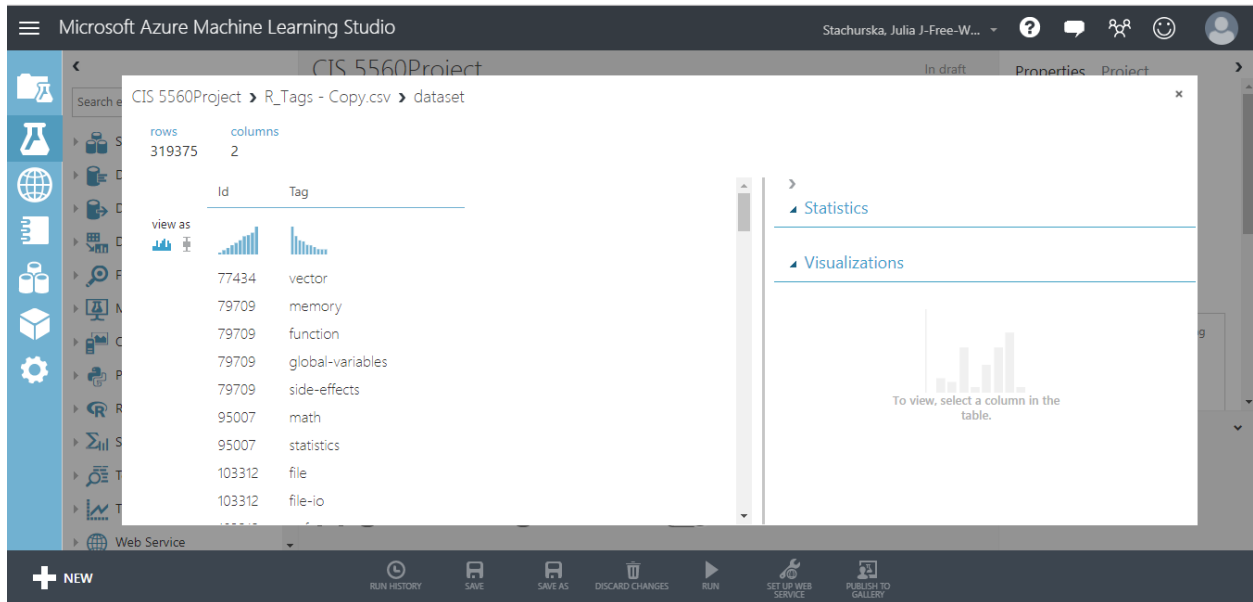 Microsoft Azure Machine Learning Studio
Stachurska, Julia J-Free-W...
CIS 5560Project
In draft
Properties Project
Search e
CIS 5560Project > R_Tags - Copy.csv > dataset
×
rows columns
319375 2
Id Tag
view as
77434 vector
79709 memory
79709 function
79709 global-variables
79709 side-effects
95007 math
95007 statistics
103312 file
103312 file-io
Statistics
Visualizations
To view, select a column in the
table.
S
D
D
D
F
M
C
P
R
S
T
T
Web Service
NEW
RUN HISTORY
SAVE
SAVE AS
DISCARD CHANGES
RUN
SET UP WEB
SERVICE
PUBLISH TO
GALLERY